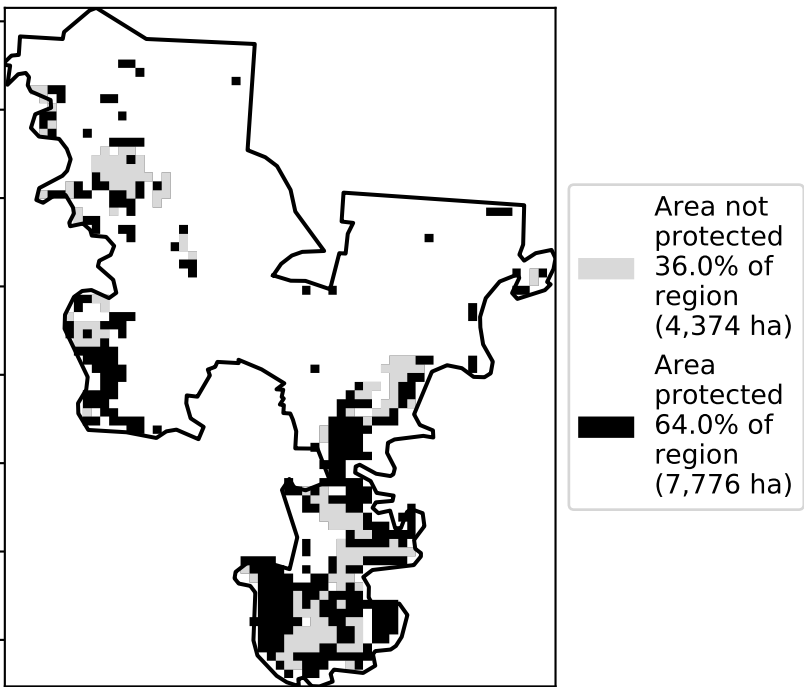 Area not
protected
36.0% of
region
(4,374 ha)
Area
protected
64.0% of
region
(7,776 ha)